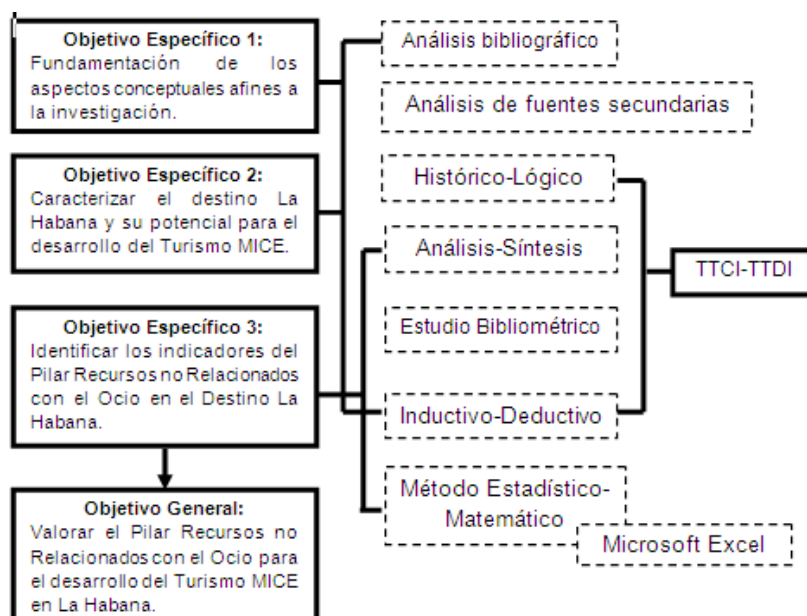 Objetivo Específico 1:
Fundamentación de los
aspectos conceptuales afines a
la investigación.
Objetivo Específico 2:
Caracterizar el destino La
Habana y su potencial para el
desarrollo del Turismo MICE.
Objetivo Específico 3:
Identificar los indicadores del
Pilar Recursos no Relacionados
con el Ocio en el Destino La
Habana.
Objetivo General:
Valorar el Pilar Recursos no
Relacionados con el Ocio para
el desarrollo del Turismo MICE
en La Habana.
Análisis bibliográfico
Análisis de fuentes secundarias
Histórico-Lógico
Análisis-Síntesis
Estudio Bibliométrico
Inductivo-Deductivo
Método Estadístico-
Matemático
Microsoft Excel
TTCI-TTDI